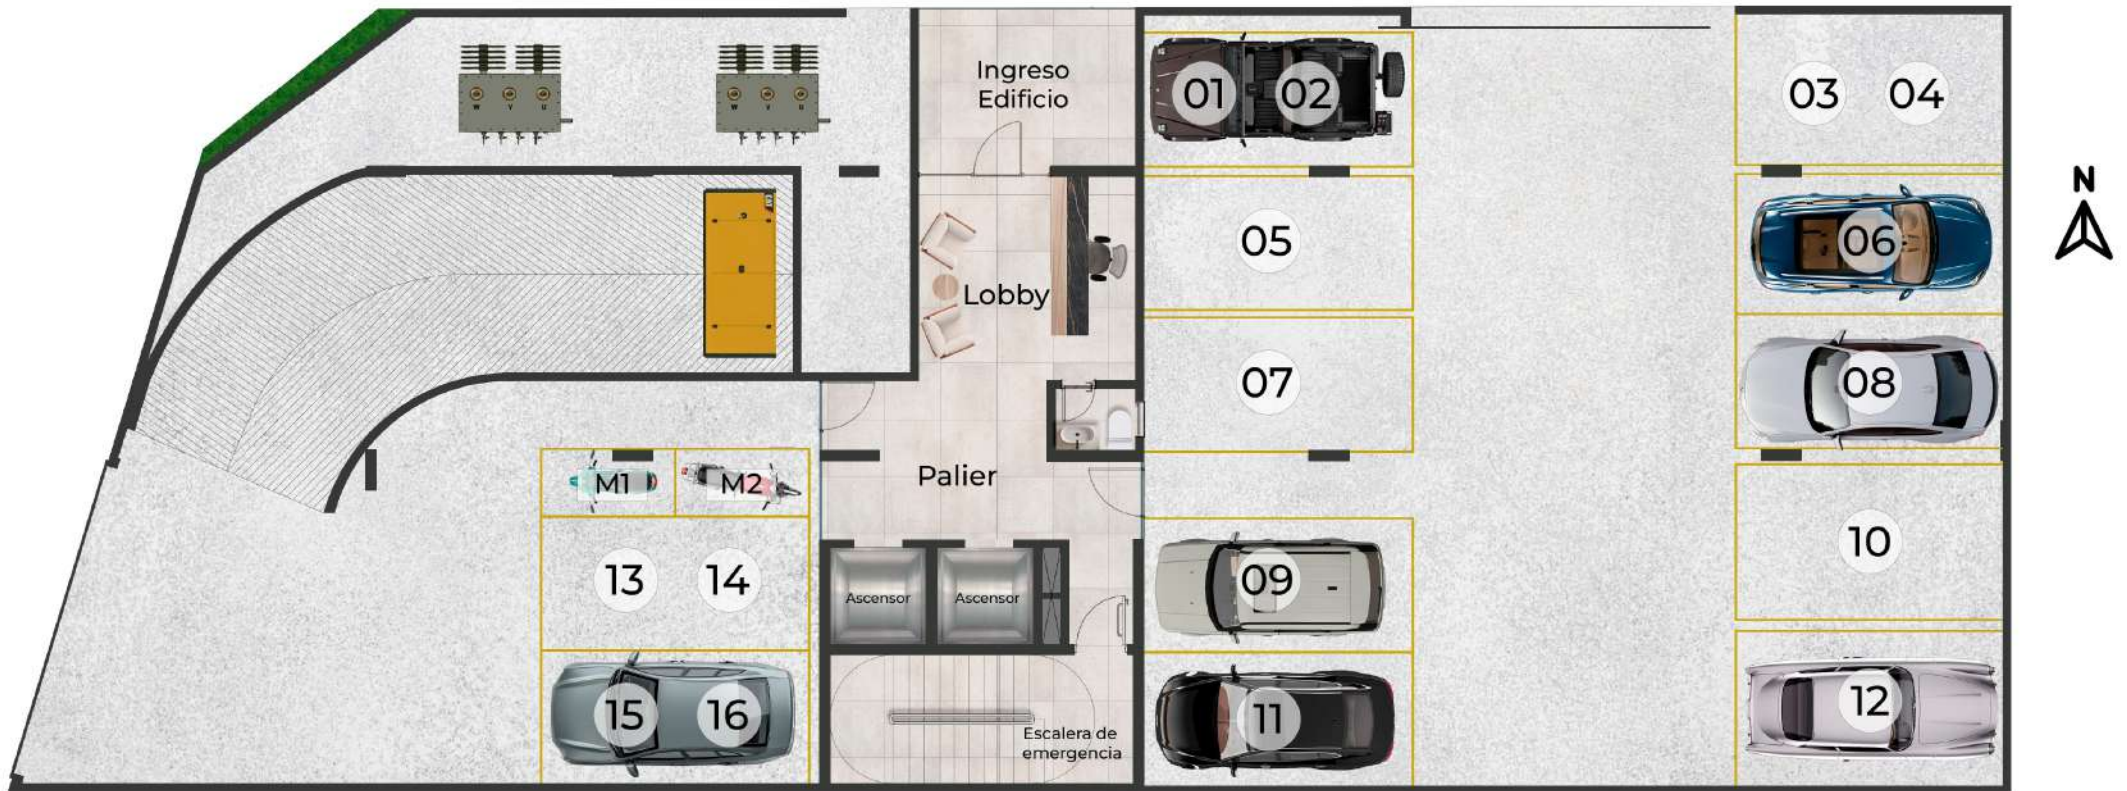 Ingreso
Edificio
01
02
03
04
N
W
V
U
W
V
U
CAT
05
06
Lobby
07
08
M1
M2
Palier
10
13
14
Ascensor
Ascensor
09
15
16
11
12
Escalera de
emergencia